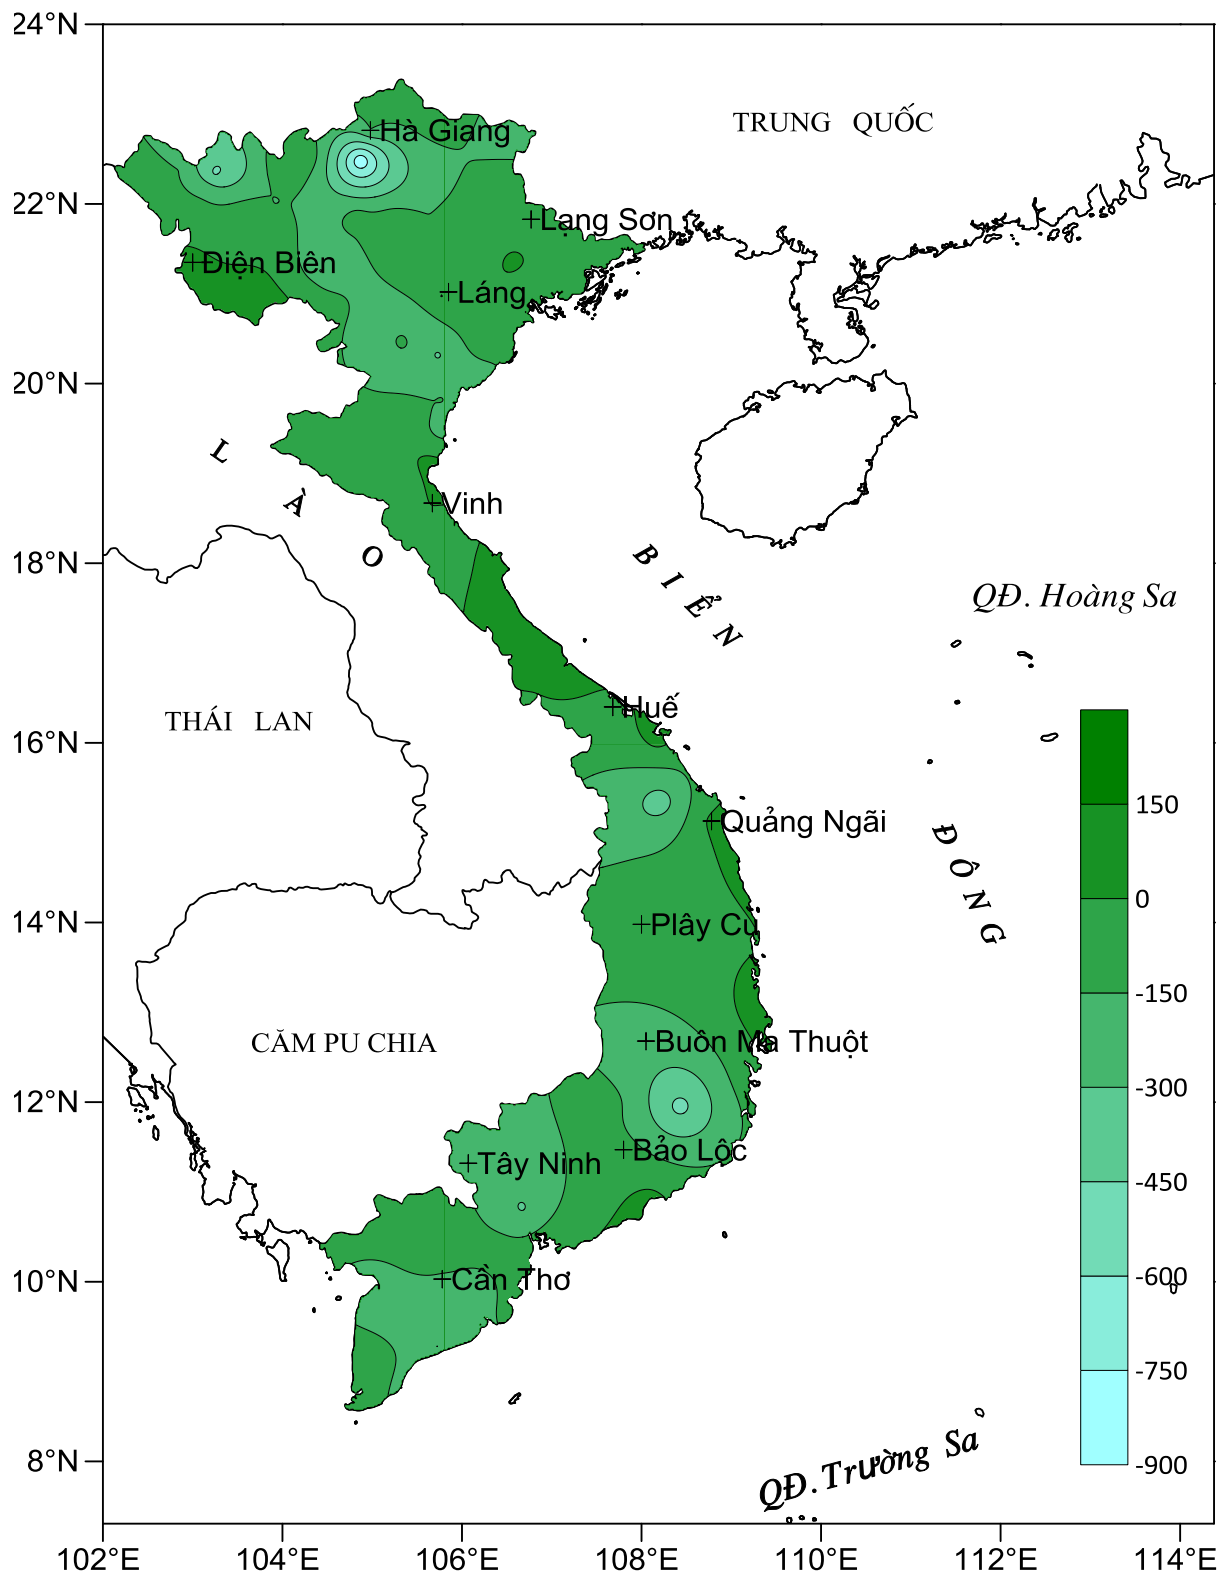 24°N
22°N
20°N
18°N
16°N
14°N
12°N
10°N
8°N
102°E
104°E
106°E
108°E
110°E
112°E
114°E
TRUNG QUỐC
Hà Giang
Lạng Sơn
Điện Biên
Láng
L
À
O
Vinh
BIỂN
QĐ. Hoàng Sa
THÁI LAN
Huế
Quảng Ngãi
ĐÔNG
Plây Cu
CĂM PU CHIA
Buôn Ma Thuột
Bảo Lộc
Tây Ninh
Cần Thơ
QĐ. Trường Sa
150
0
-150
-300
-450
-600
-750
-900